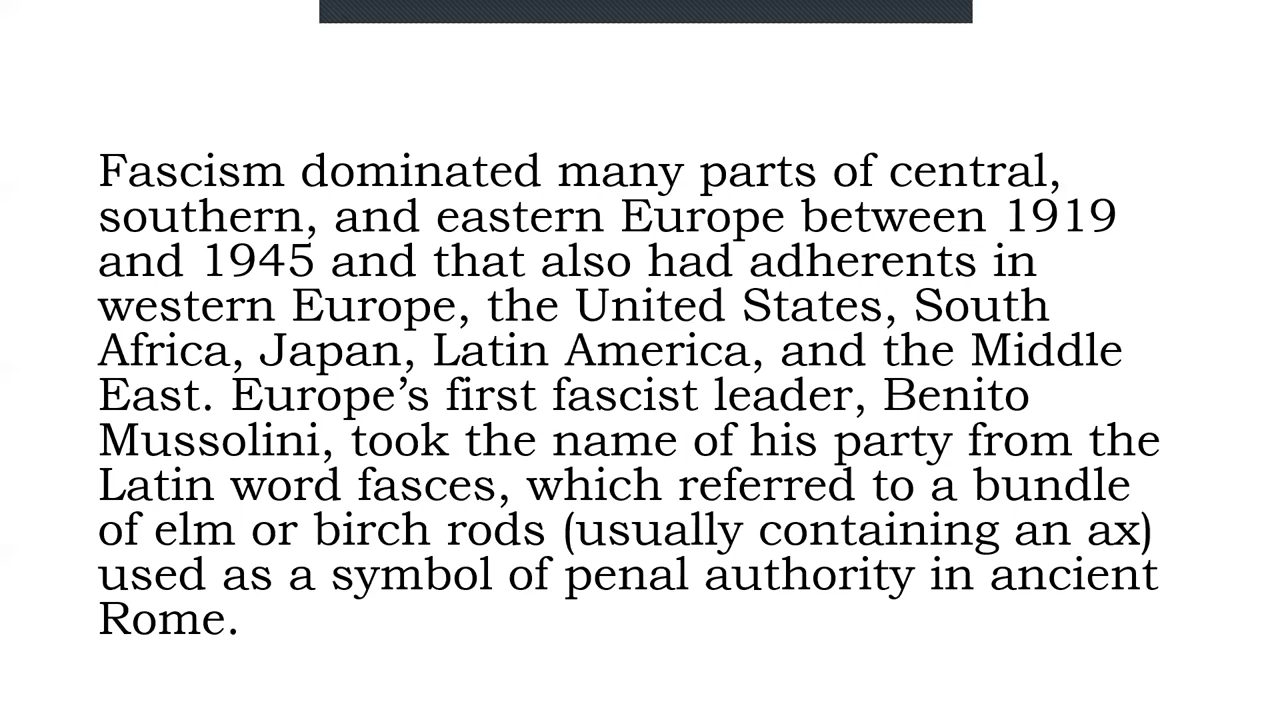 Fascism dominated many parts of central,
southern, and eastern Europe between 1919
and 1945 and that also had adherents in
western Europe, the United States, South
Africa, Japan, Latin America, and the Middle
East. Europe’s first fascist leader, Benito
Mussolini, took the name of his party from the
Latin word fasces, which referred to a bundle
of elm or birch rods (usually containing an ax)
used as a symbol of penal authority in ancient
Rome.